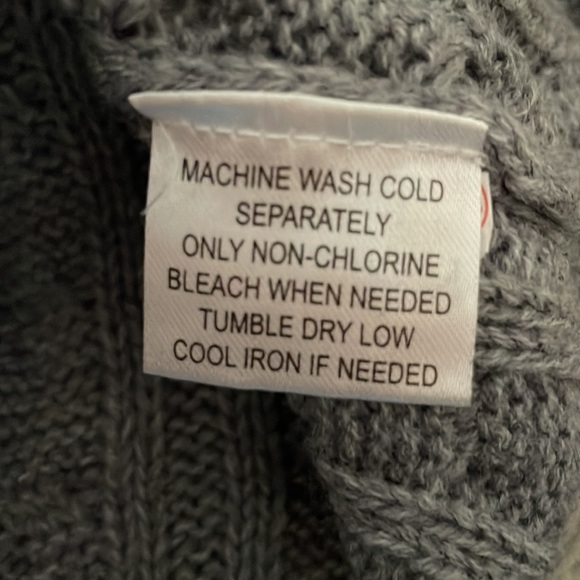 MACHINE WASH COLD
SEPARATELY
ONLY NON-CHLORINE
BLEACH WHEN NEEDED
TUMBLE DRY LOW
COOL IRON IF NEEDED